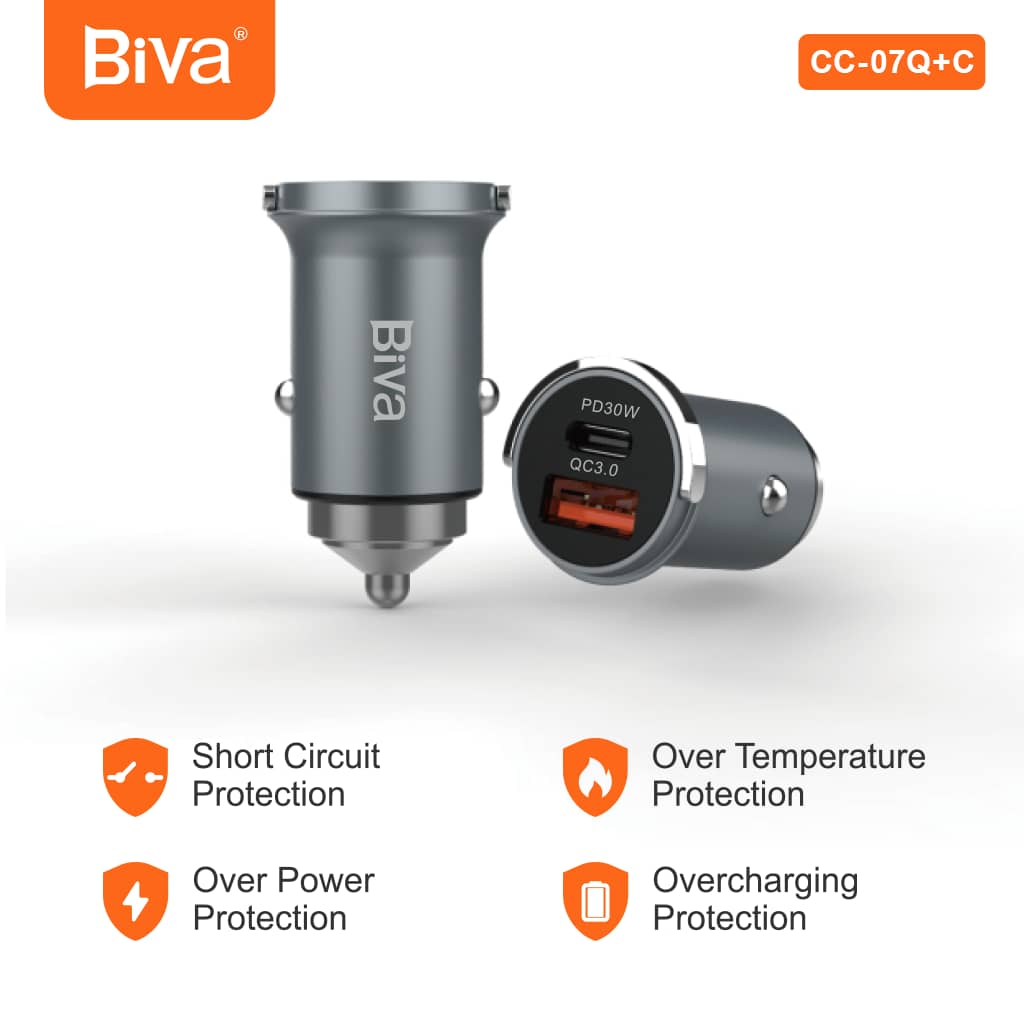 Biva®
CC-07Q+C
Biva
PD30W
QC3.0
Short Circuit
Protection
Over Temperature
Protection
Over Power
Protection
Overcharging
Protection